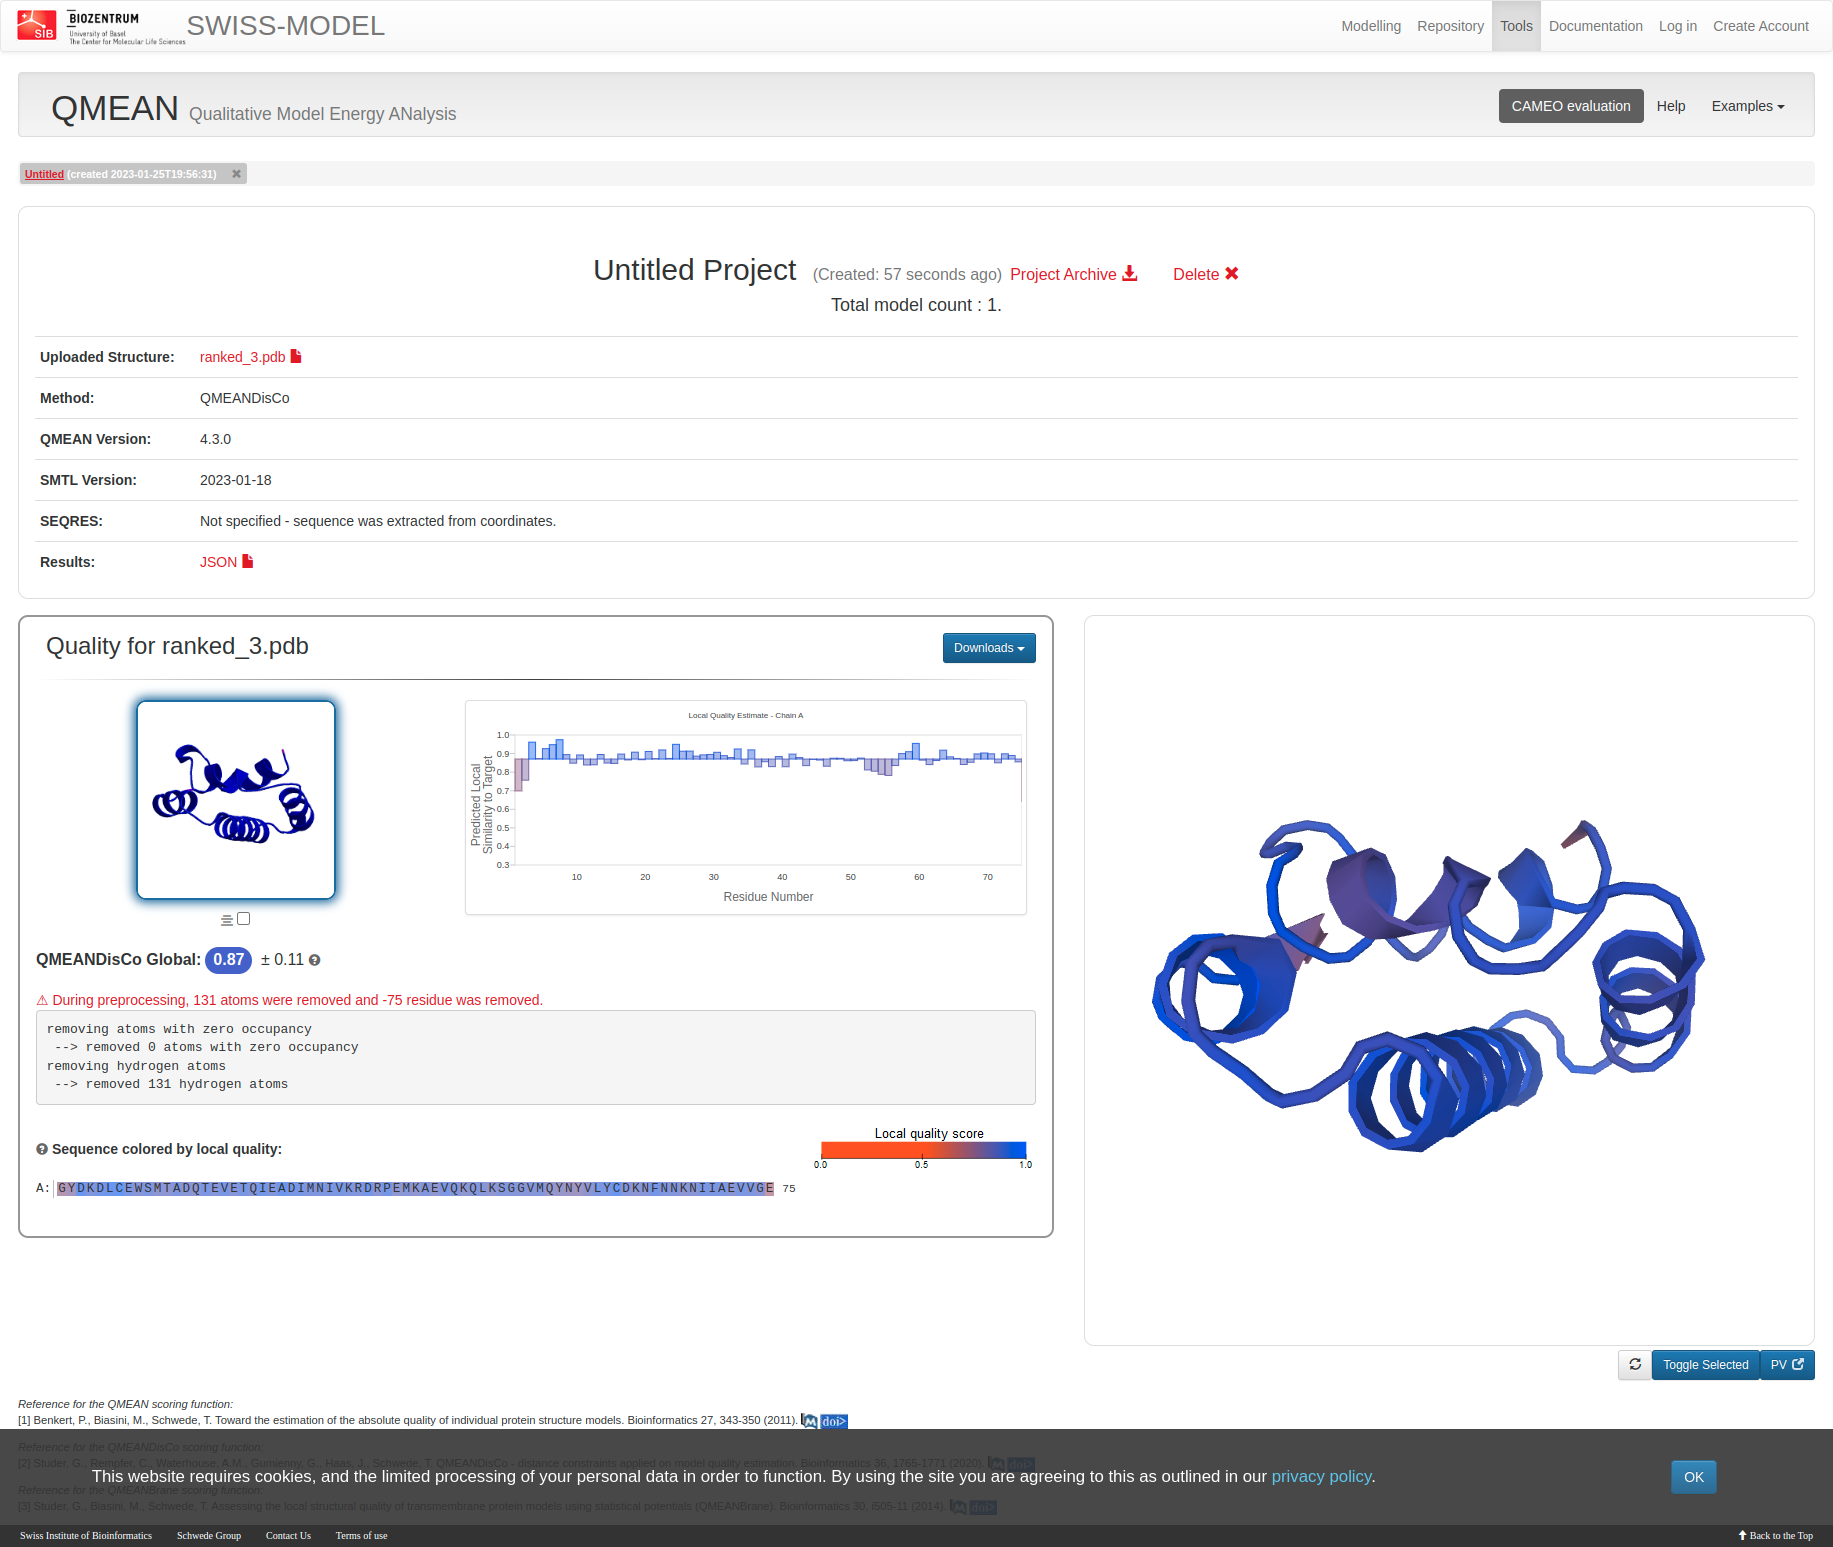 SIB
BIOZENTRUM
University of Basel
The Center for Molecular Life Sciences
SWISS-MODEL
Modelling Repository Tools Documentation Log in Create Account
QMEAN Qualitative Model Energy ANalysis
CAMEO evaluation Help Examples
Untitled (created 2023-01-25T19:56:31) ✖
Untitled Project (Created: 57 seconds ago) Project Archive Delete ✖
Total model count : 1.
Uploaded Structure: ranked_3.pdb
Method: QMEANDisCo
QMEAN Version: 4.3.0
SMTL Version: 2023-01-18
SEQRES: Not specified - sequence was extracted from coordinates.
Results: JSON
Quality for ranked_3.pdb
Downloads
Local Quality Estimate - Chain A
Predicted Local
Similarity to Target
1.0
0.9
0.8
0.7
0.6
0.5
0.4
0.3
10 20 30 40 50 60 70
Residue Number
QMEANDisCo Global: 0.87 ± 0.11
⚠ During preprocessing, 131 atoms were removed and -75 residue was removed.
removing atoms with zero occupancy
--> removed 0 atoms with zero occupancy
removing hydrogen atoms
--> removed 131 hydrogen atoms
Sequence colored by local quality:
Local quality score
0.0 0.5 1.0
A: GYDKDLCEWSMTADQTEVETQIEADIMNIVKRDRPEMKAEVQKQLKSGGVMQYNYVLYCDKNFNNKNIIAEVVGE 75
Toggle Selected PV
Reference for the QMEAN scoring function:
[1] Benkert, P., Biasini, M., Schwede, T. Toward the estimation of the absolute quality of individual protein structure models. Bioinformatics 27, 343-350 (2011). M doi>
Reference for the QMEANDisCo scoring function:
[2] Studer, G., Rempfer, C., Waterhouse, A.M., Gumienny, G., Haas, J., Schwede, T. QMEANDisCo - distance constraints applied on model quality estimation. Bioinformatics 36, 1765-1771 (2020). M doi>
This website requires cookies, and the limited processing of your personal data in order to function. By using the site you are agreeing to this as outlined in our privacy policy.
OK
Reference for the QMEANBrane scoring function:
[3] Studer, G., Biasini, M., Schwede, T. Assessing the local structural quality of transmembrane protein models using statistical potentials (QMEANBrane). Bioinformatics 30, i505-11 (2014). M doi>
Swiss Institute of Bioinformatics Schwede Group Contact Us Terms of use
Back to the Top